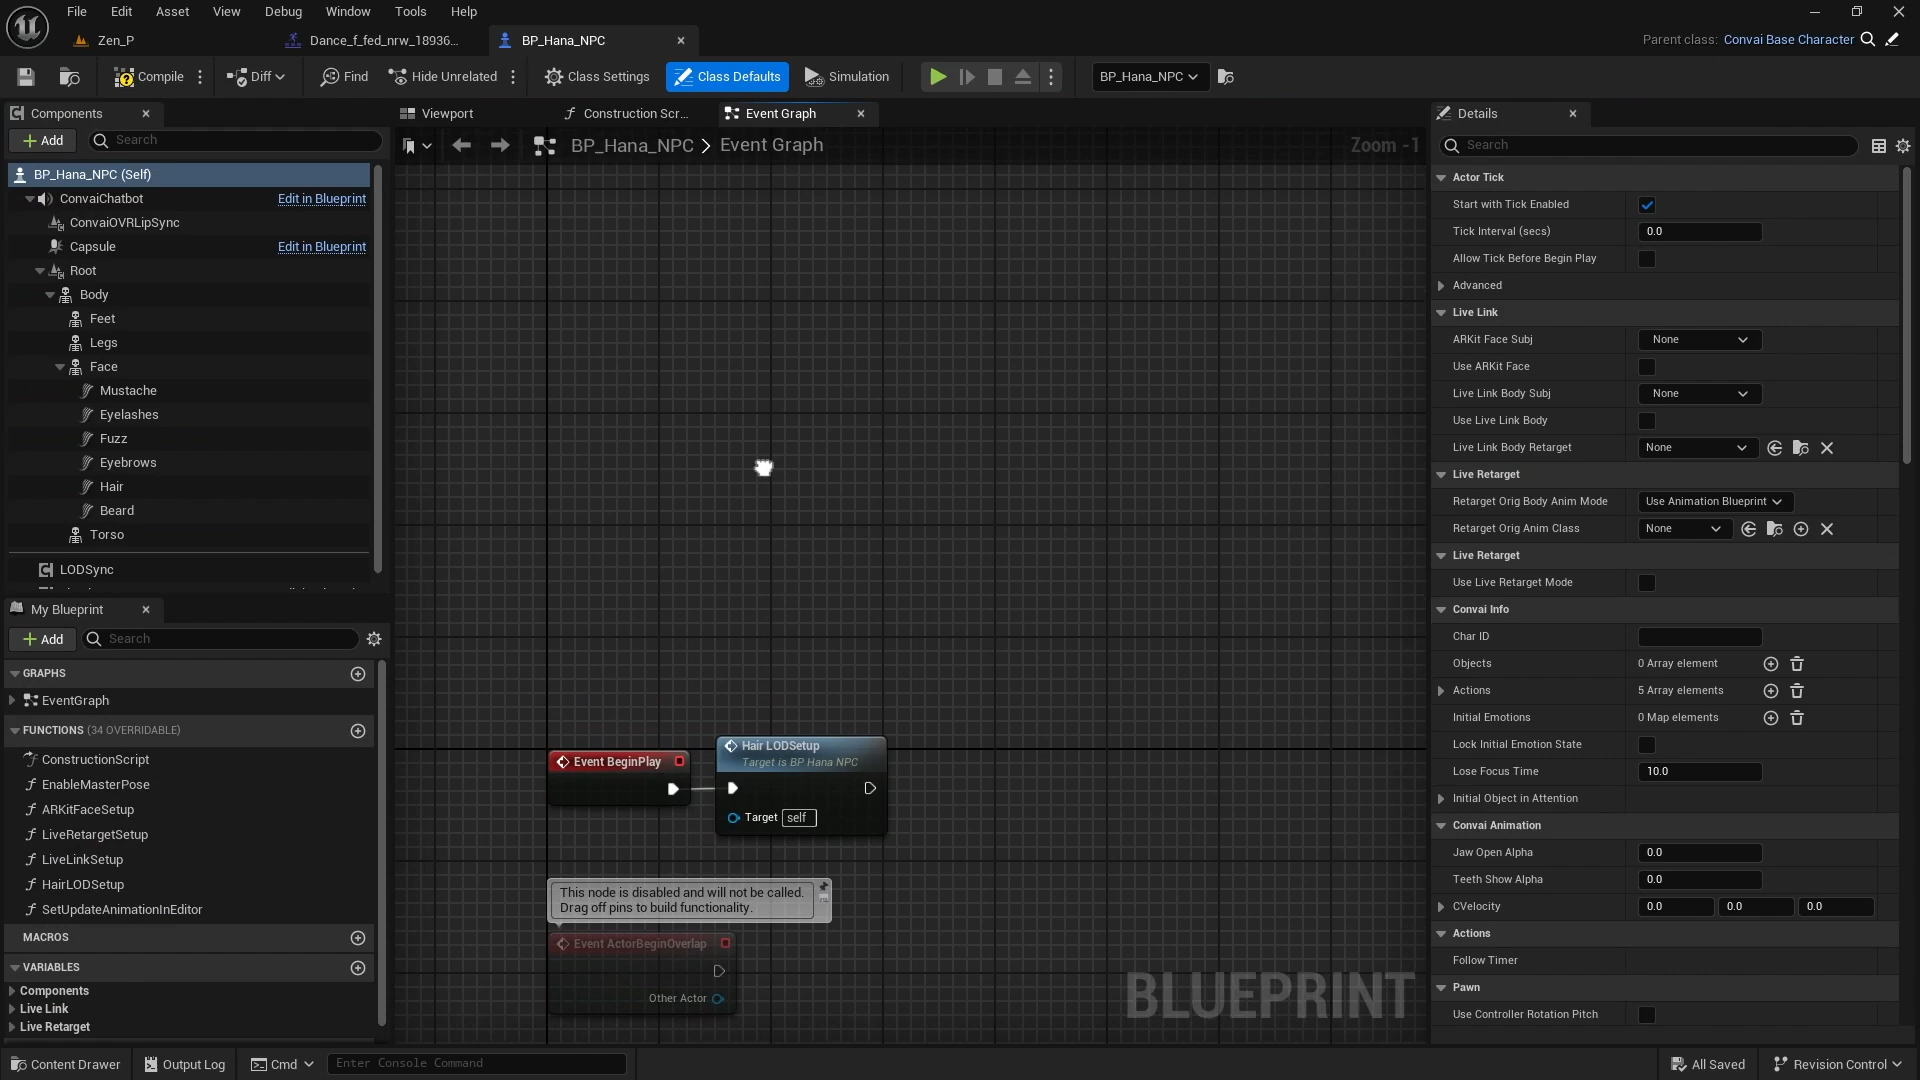 File Edit Asset View Debug Window Tools Help
Zen_P
Dance_f_fed_nrw_18936...
BP_Hana_NPC
Parent class: Convai Base Character
Compile
Diff
Find
Hide Unrelated
Class Settings
Class Defaults
Simulation
BP_Hana_NPC
Components
Add
Search
BP_Hana_NPC (Self)
ConvaiChatbot
Edit in Blueprint
ConvaiOVRLipSync
Capsule
Edit in Blueprint
Root
Body
Feet
Legs
Face
Mustache
Eyelashes
Fuzz
Eyebrows
Hair
Beard
Torso
LODSync
My Blueprint
Add
Search
GRAPHS
EventGraph
FUNCTIONS (34 OVERRIDABLE)
ConstructionScript
EnableMasterPose
ARKitFaceSetup
LiveRetargetSetup
LiveLinkSetup
HairLODSetup
SetUpdateAnimationInEditor
MACROS
VARIABLES
Components
Live Link
Live Retarget
Viewport
Construction Scr...
Event Graph
BP_Hana_NPC > Event Graph
Zoom -1
Event BeginPlay
Hair LODSetup
Target is BP Hana NPC
Target self
This node is disabled and will not be called.
Drag off pins to build functionality.
Event ActorBeginOverlap
Other Actor
BLUEPRINT
Details
Search
Actor Tick
Start with Tick Enabled
Tick Interval (secs) 0.0
Allow Tick Before Begin Play
Advanced
Live Link
ARKit Face Subj None
Use ARKit Face
Live Link Body Subj None
Use Live Link Body
Live Link Body Retarget None
Live Retarget
Retarget Orig Body Anim Mode Use Animation Blueprint
Retarget Orig Anim Class None
Live Retarget
Use Live Retarget Mode
Convai Info
Char ID
Objects 0 Array element
Actions 5 Array elements
Initial Emotions 0 Map elements
Lock Initial Emotion State
Lose Focus Time 10.0
Initial Object in Attention
Convai Animation
Jaw Open Alpha 0.0
Teeth Show Alpha 0.0
CVelocity 0.0 0.0 0.0
Actions
Follow Timer
Pawn
Use Controller Rotation Pitch
Content Drawer
Output Log
Cmd
Enter Console Command
All Saved
Revision Control